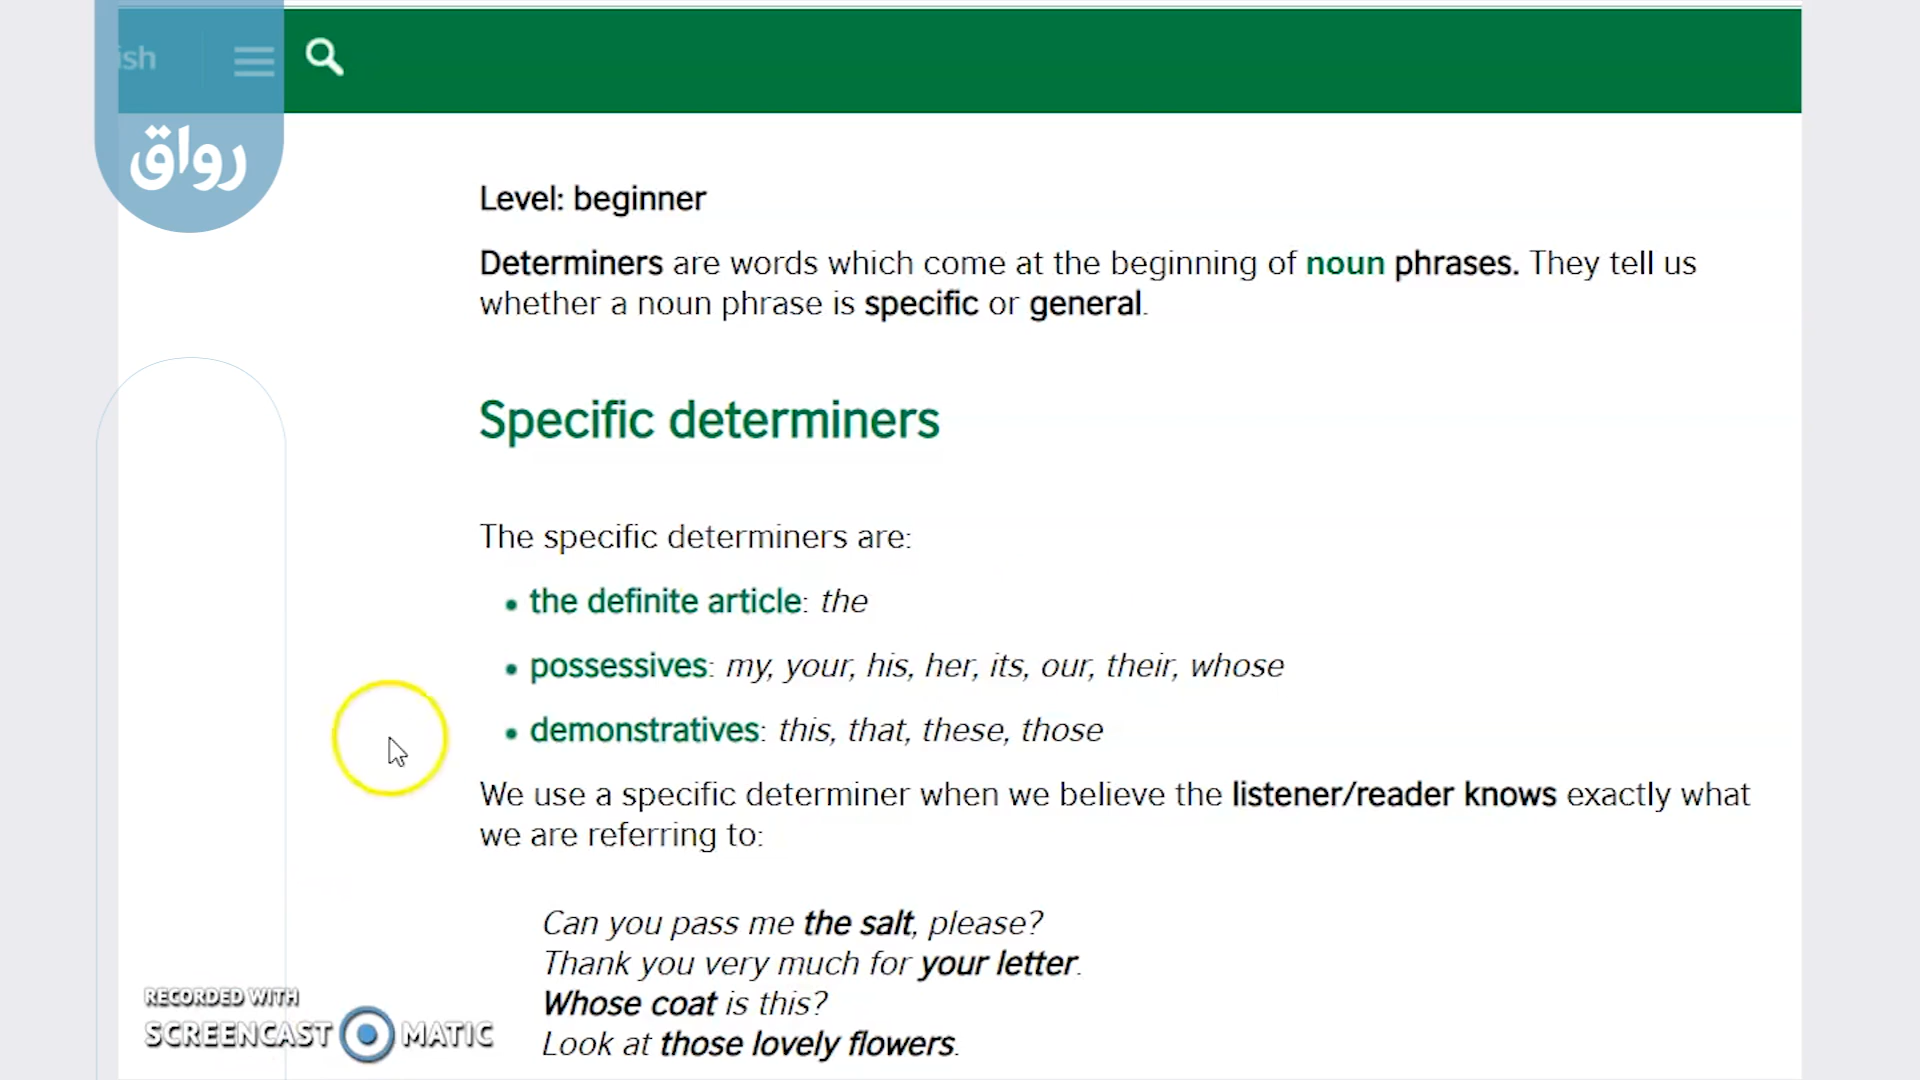 ish
رواق
Level: beginner
Determiners are words which come at the beginning of noun phrases. They tell us
whether a noun phrase is specific or general.
Specific determiners
The specific determiners are:
• the definite article: the
• possessives: my, your, his, her, its, our, their, whose
• demonstratives: this, that, these, those
We use a specific determiner when we believe the listener/reader knows exactly what
we are referring to:
Can you pass me the salt, please?
Thank you very much for your letter.
Whose coat is this?
Look at those lovely flowers.
RECORDED WITH
SCREENCAST MATIC